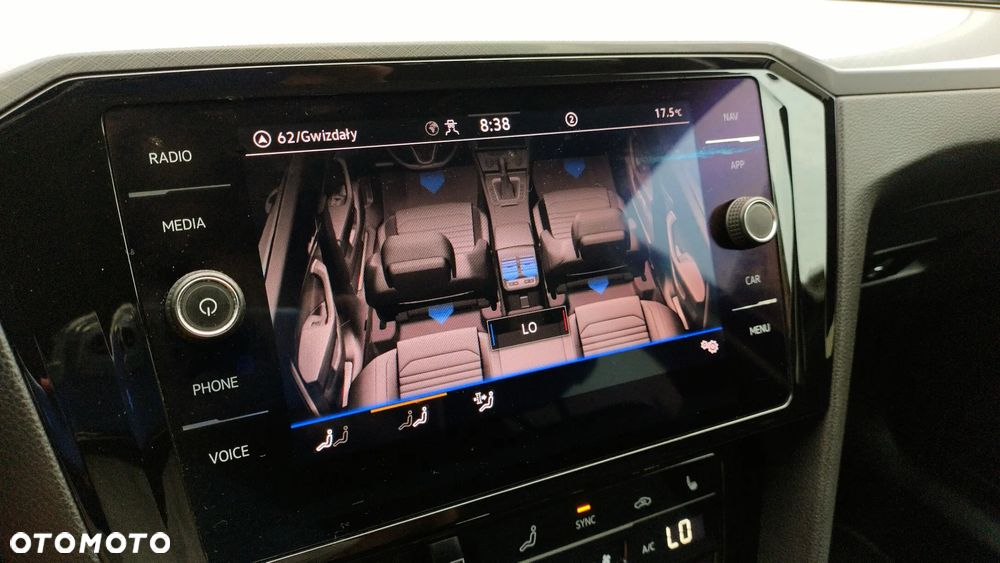 62/Gwizdały
8:38
2
17.5°C
RADIO
MEDIA
PHONE
VOICE
NAV
APP
CAR
MENU
LO
SYNC
A/C
LO
OTOMOTO